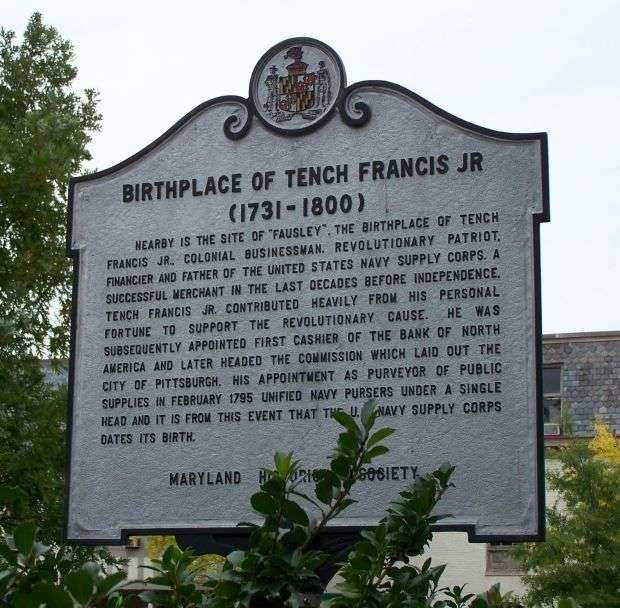 BIRTHPLACE OF TENCH FRANCIS JR
(1731-1800)
NEARBY IS THE SITE OF "FAUSLEY", THE BIRTHPLACE OF TENCH
FRANCIS JR., COLONIAL BUSINESSMAN, REVOLUTIONARY PATRIOT,
FINANCIER AND FATHER OF THE UNITED STATES NAVY SUPPLY CORPS. A
SUCCESSFUL MERCHANT IN THE LAST DECADES BEFORE INDEPENDENCE,
TENCH FRANCIS JR. CONTRIBUTED HEAVILY FROM HIS PERSONAL
FORTUNE TO SUPPORT THE REVOLUTIONARY CAUSE. HE WAS
SUBSEQUENTLY APPOINTED FIRST CASHIER OF THE BANK OF NORTH
AMERICA AND LATER HEADED THE COMMISSION WHICH LAID OUT THE
CITY OF PITTSBURGH. HIS APPOINTMENT AS PURVEYOR OF PUBLIC
SUPPLIES IN FEBRUARY 1795 UNIFIED NAVY PURSERS UNDER A SINGLE
HEAD AND IT IS FROM THIS EVENT THAT THE U. NAVY SUPPLY CORPS
DATES ITS BIRTH.
MARYLAND SOCIETY